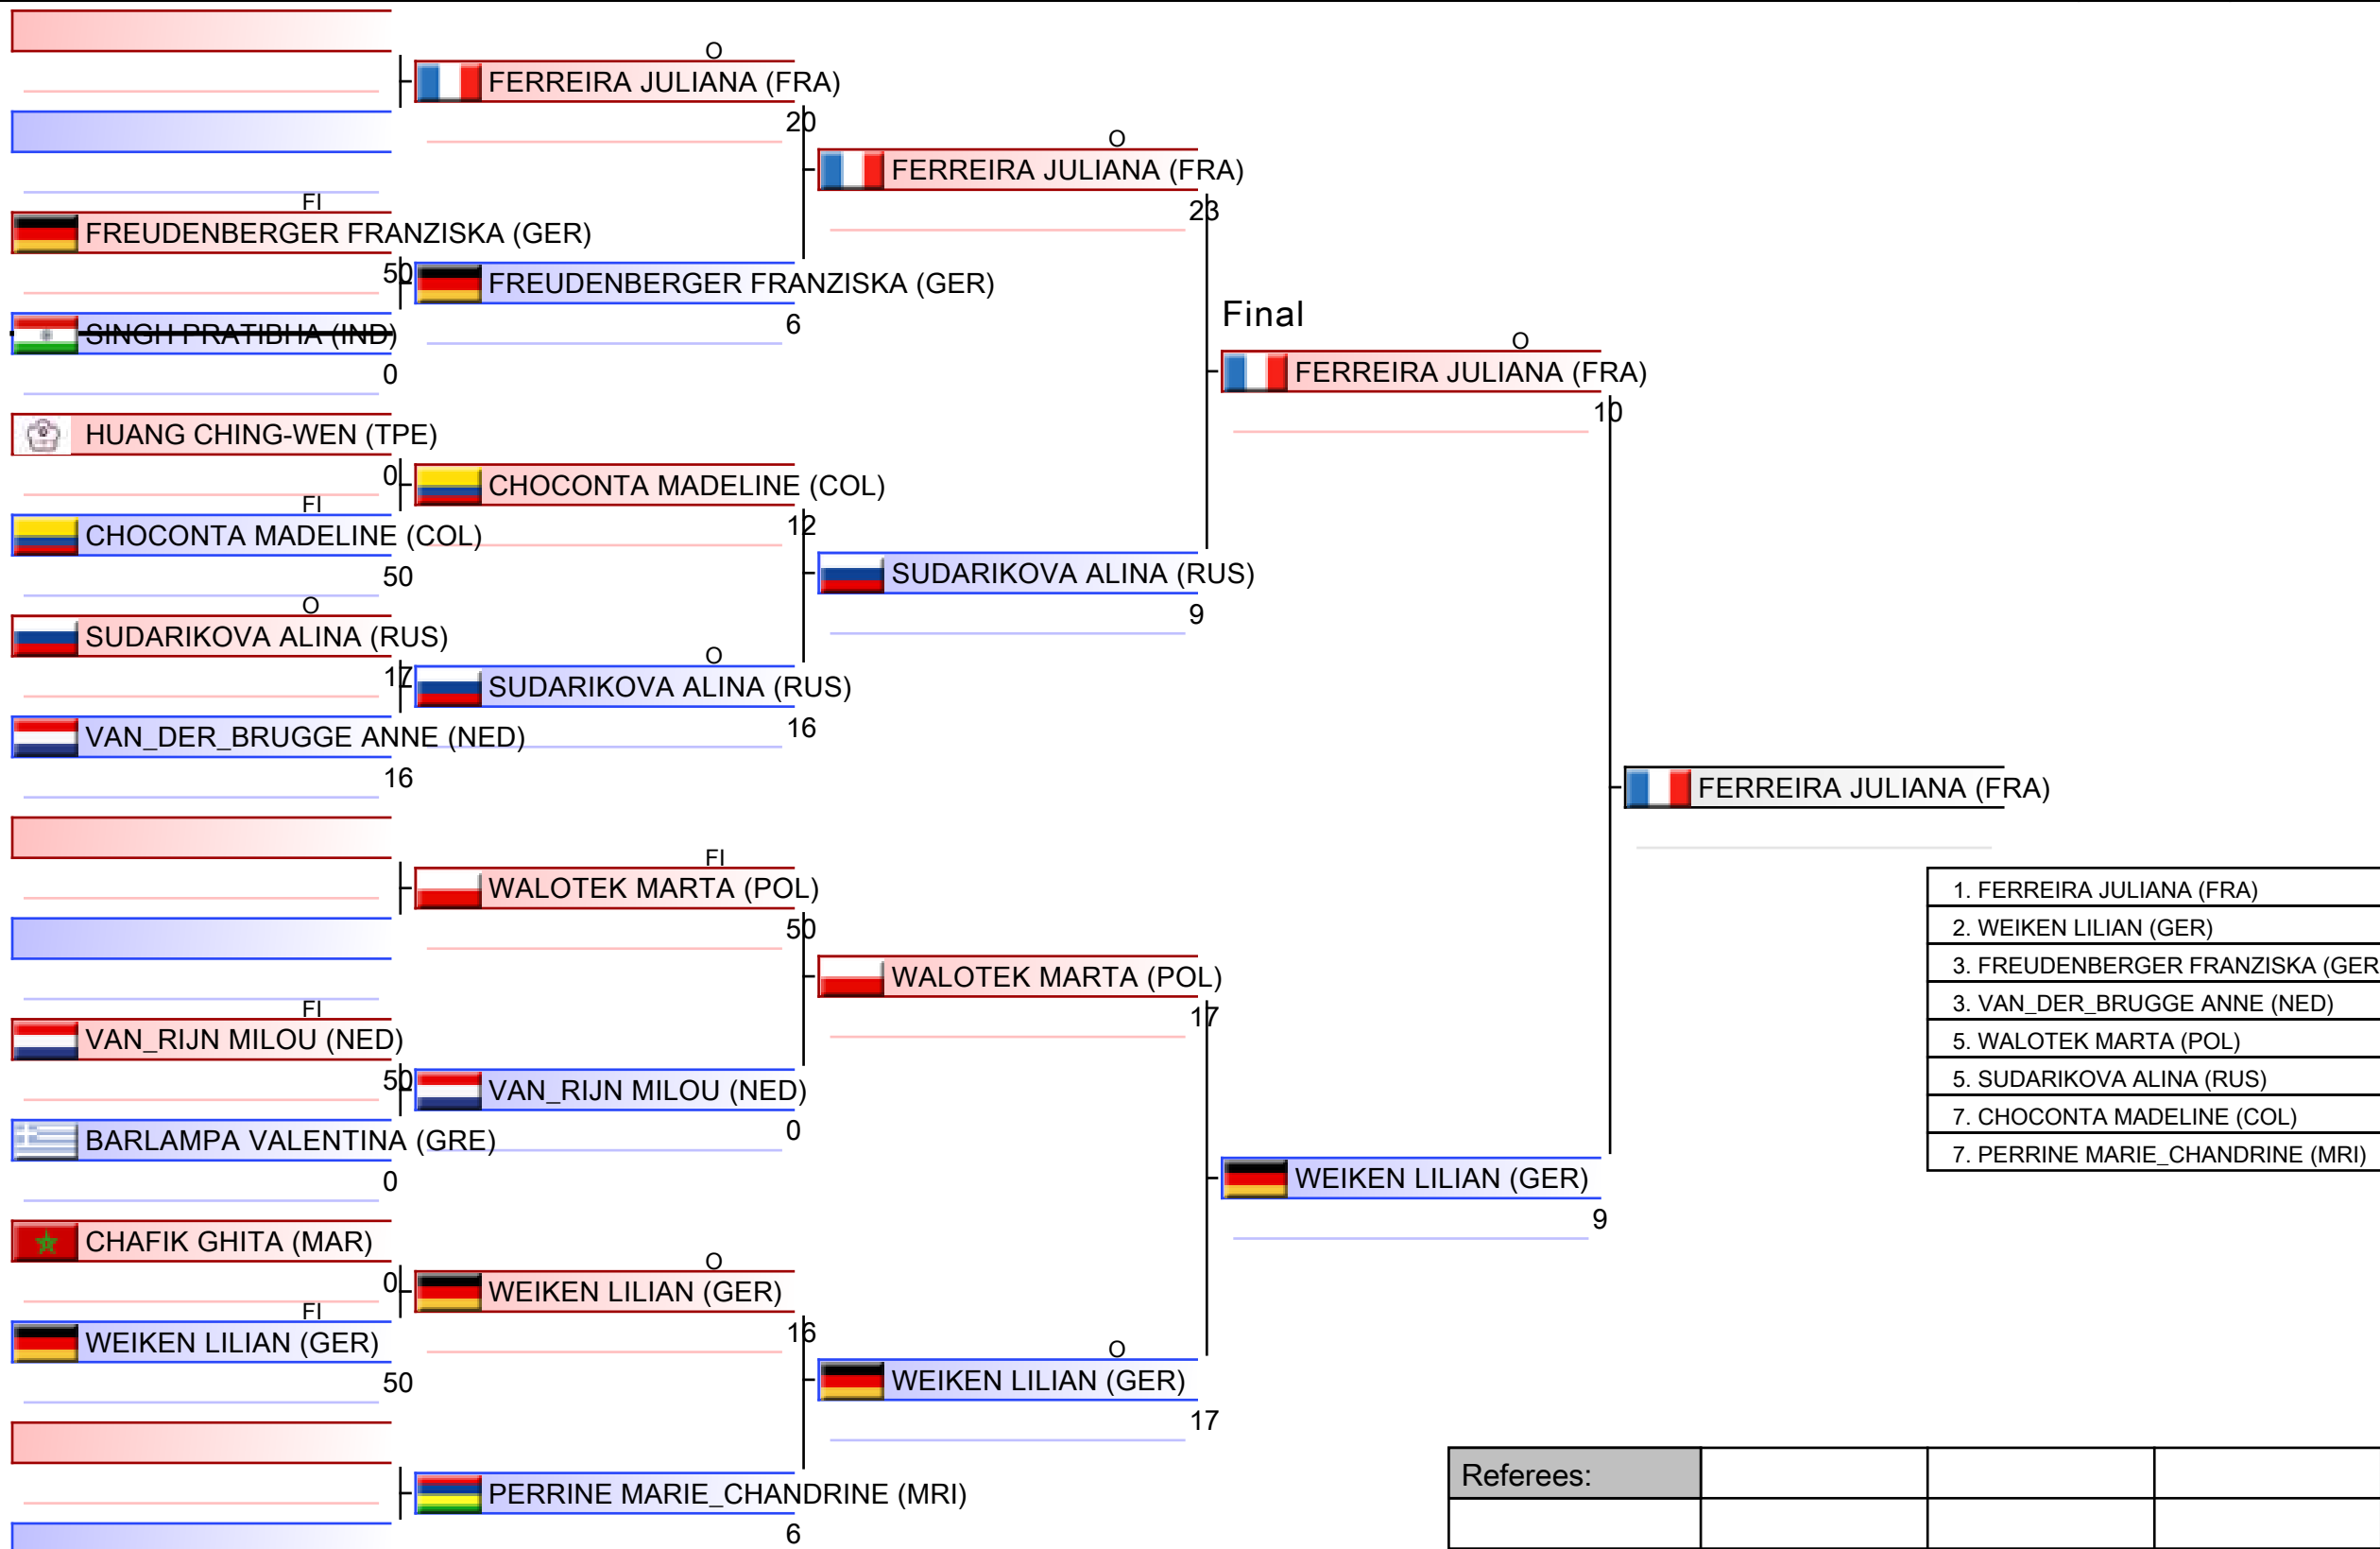 O
FERREIRA JULIANA (FRA)
20
O
FERREIRA JULIANA (FRA)
23
FI
FREUDENBERGER FRANZISKA (GER)
50
FREUDENBERGER FRANZISKA (GER)
6
SINGH PRATIBHA (IND)
0
Final
O
FERREIRA JULIANA (FRA)
10
HUANG CHING-WEN (TPE)
0
CHOCONTA MADELINE (COL)
12
FI
CHOCONTA MADELINE (COL)
50
SUDARIKOVA ALINA (RUS)
9
O
SUDARIKOVA ALINA (RUS)
17
O
SUDARIKOVA ALINA (RUS)
16
VAN_DER_BRUGGE ANNE (NED)
16
FERREIRA JULIANA (FRA)
FI
WALOTEK MARTA (POL)
50
WALOTEK MARTA (POL)
17
FI
VAN_RIJN MILOU (NED)
50
VAN_RIJN MILOU (NED)
0
BARLAMPA VALENTINA (GRE)
0
WEIKEN LILIAN (GER)
9
1. FERREIRA JULIANA (FRA)
2. WEIKEN LILIAN (GER)
3. FREUDENBERGER FRANZISKA (GER
3. VAN_DER_BRUGGE ANNE (NED)
5. WALOTEK MARTA (POL)
5. SUDARIKOVA ALINA (RUS)
7. CHOCONTA MADELINE (COL)
7. PERRINE MARIE_CHANDRINE (MRI)
CHAFIK GHITA (MAR)
0
O
WEIKEN LILIAN (GER)
16
FI
WEIKEN LILIAN (GER)
50
O
WEIKEN LILIAN (GER)
17
PERRINE MARIE_CHANDRINE (MRI)
6
Referees: